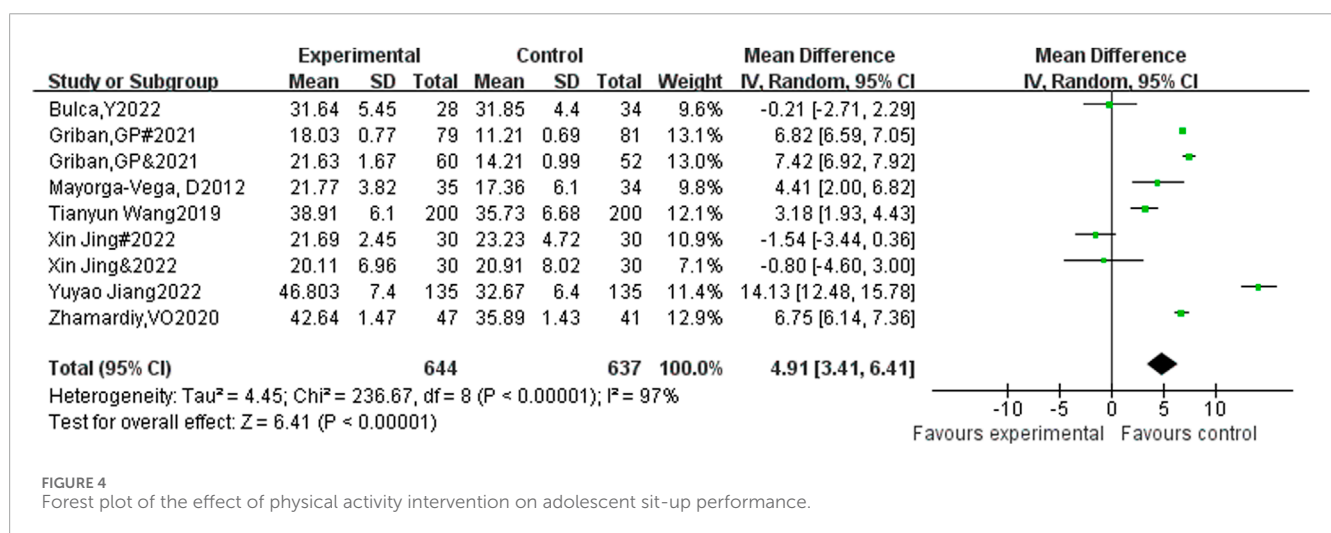 Experimental Control Mean Difference Mean Difference
Study or Subgroup Mean SD Total Mean SD Total Weight IV, Random, 95% CI IV, Random, 95% CI
Bulca,Y2022 31.64 5.45 28 31.85 4.4 34 9.6% -0.21 [-2.71, 2.29]
Griban,GP#2021 18.03 0.77 79 11.21 0.69 81 13.1% 6.82 [6.59, 7.05]
Griban,GP&2021 21.63 1.67 60 14.21 0.99 52 13.0% 7.42 [6.92, 7.92]
Mayorga-Vega, D2012 21.77 3.82 35 17.36 6.1 34 9.8% 4.41 [2.00, 6.82]
Tianyun Wang2019 38.91 6.1 200 35.73 6.68 200 12.1% 3.18 [1.93, 4.43]
Xin Jing#2022 21.69 2.45 30 23.23 4.72 30 10.9% -1.54 [-3.44, 0.36]
Xin Jing&2022 20.11 6.96 30 20.91 8.02 30 7.1% -0.80 [-4.60, 3.00]
Yuyao Jiang2022 46.803 7.4 135 32.67 6.4 135 11.4% 14.13 [12.48, 15.78]
Zhamardiy,VO2020 42.64 1.47 47 35.89 1.43 41 12.9% 6.75 [6.14, 7.36]
Total (95% CI) 644 637 100.0% 4.91 [3.41, 6.41]
Heterogeneity: Tau² = 4.45; Chi² = 236.67, df = 8 (P < 0.00001); I² = 97%
Test for overall effect: Z = 6.41 (P < 0.00001)
-10 -5 0 5 10
Favours experimental Favours control
FIGURE 4
Forest plot of the effect of physical activity intervention on adolescent sit-up performance.